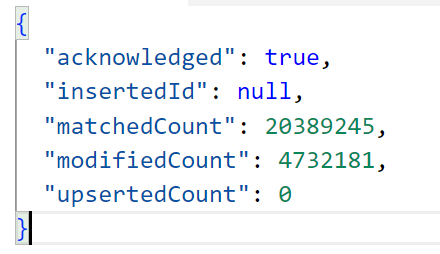 {
"acknowledged": true,
"insertedId": null,
"matchedCount": 20389245,
"modifiedCount": 4732181,
"upsertedCount": 0
}